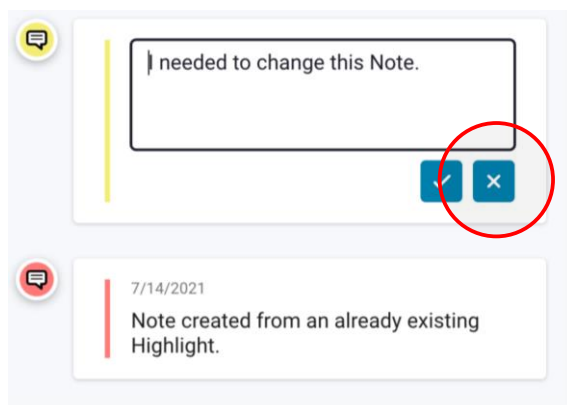 I needed to change this Note.
7/14/2021
Note created from an already existing
Highlight.